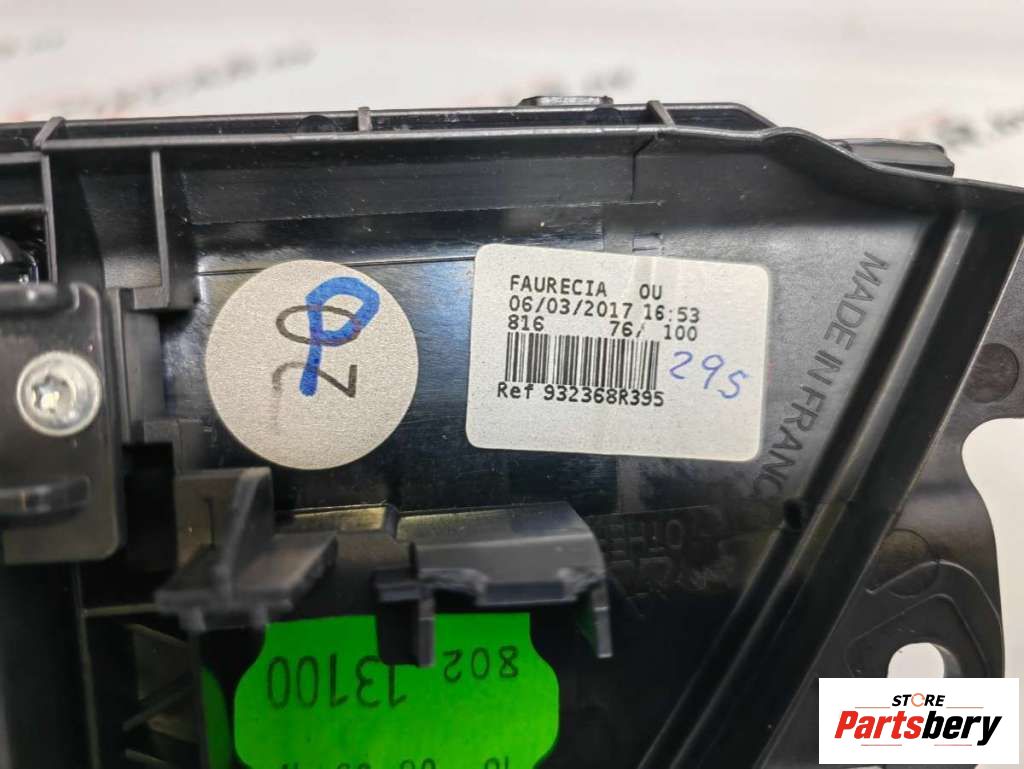 FAURECIA OU
06/03/2017 16:53
816 76/ 100
295
Ref 932368R395
MADE IN FRANC
802 13100
STORE
Partsbery